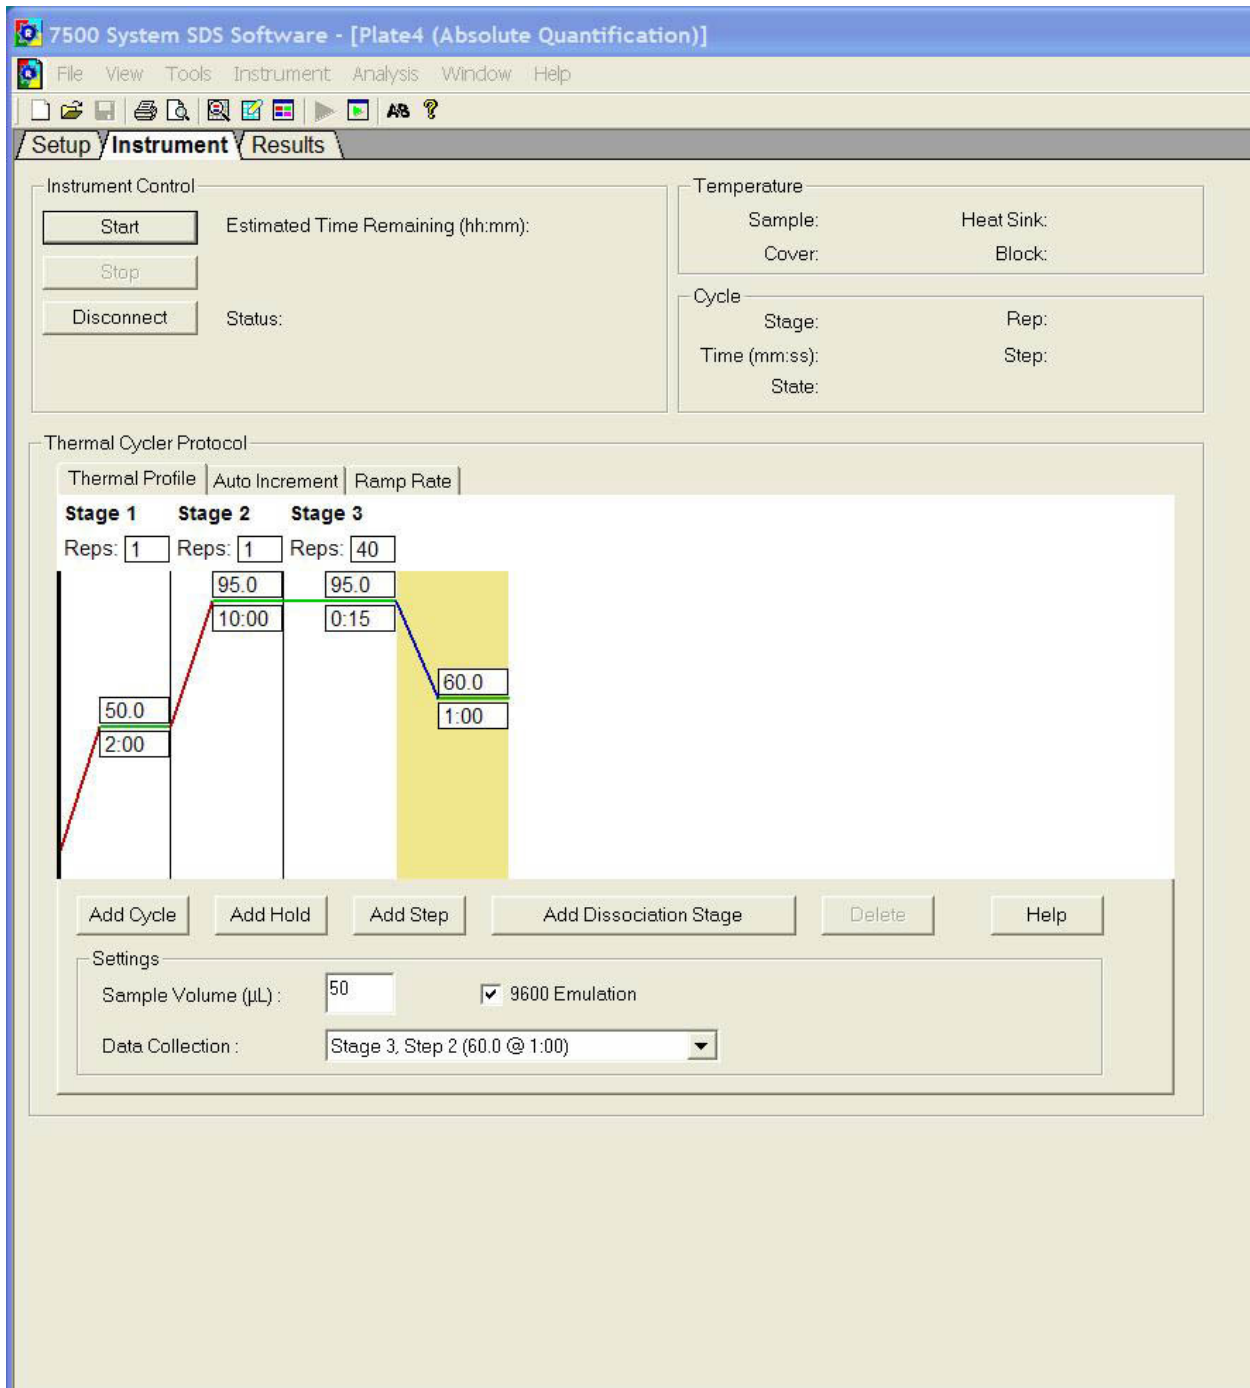 7500 System SDS Software - [Plate4 (Absolute Quantification)]
File View Tools Instrument Analysis Window Help
Setup Instrument Results
Instrument Control
Start Estimated Time Remaining (hh:mm):
Stop
Disconnect Status:
Temperature
Sample: Heat Sink:
Cover: Block:
Cycle
Stage: Rep:
Time (mm:ss): Step:
State:
Thermal Cycler Protocol
Thermal Profile Auto Increment Ramp Rate
Stage 1 Stage 2 Stage 3
Reps: 1 Reps: 1 Reps: 40
95.0 95.0
10:00 0:15
60.0
50.0 1:00
2:00
Add Cycle Add Hold Add Step Add Dissociation Stage Delete Help
Settings
Sample Volume (µL) : 50 9600 Emulation
Data Collection : Stage 3, Step 2 (60.0 @ 1:00)